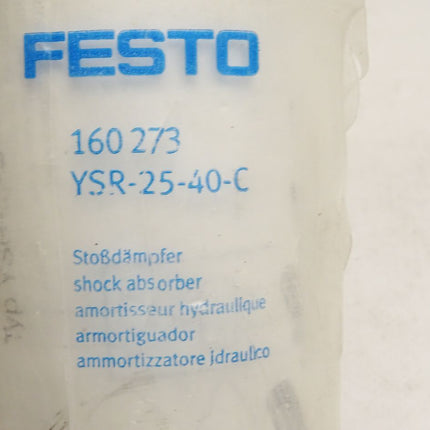 FESTO
160 273
YSR-25-40-C
Stoßdämpfer
shock absorber
amortisseur hydraulique
armortiguador
ammortizzatore idraulico